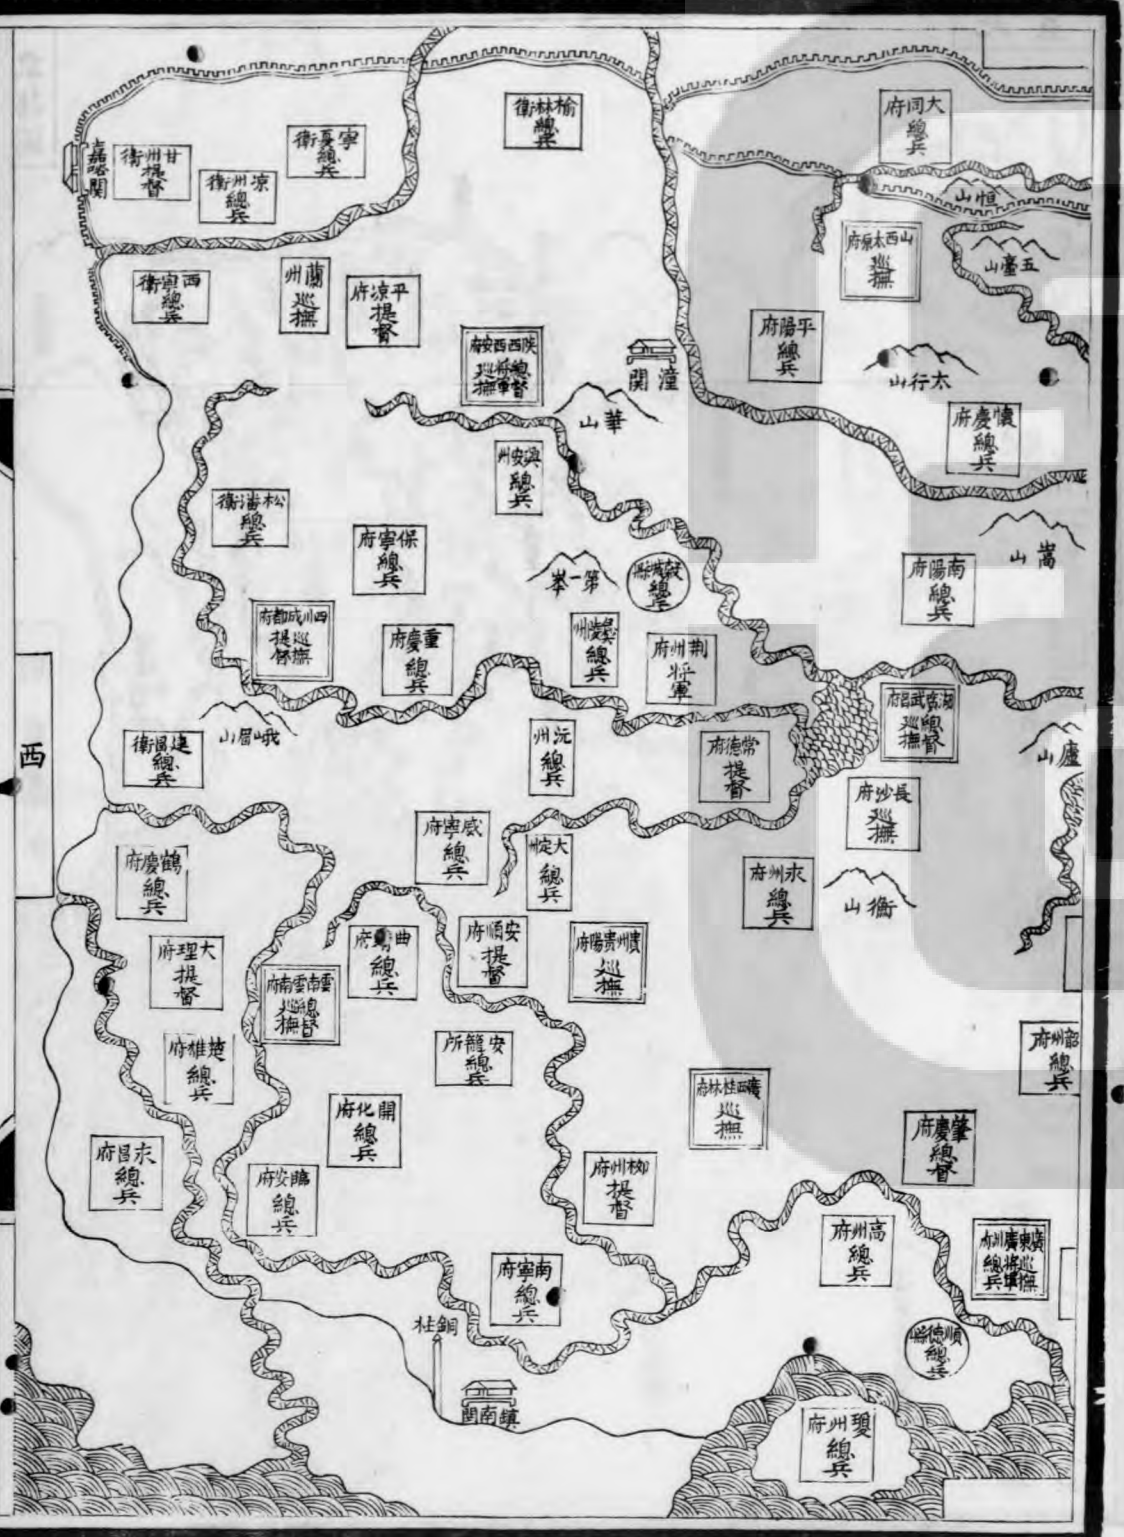 榆林衛總兵
大同府總兵
寧夏衛總兵
嘉峪關
甘州衛提督
涼州衛總兵
恒山
山西太原府巡撫
五臺山
西寧衛總兵
蘭州巡撫
平凉府提督
平陽府總兵
陝西西安府總督將軍巡撫
潼關
太行山
華山
懷慶府總兵
興安州總兵
松潘衛總兵
嵩山
保寧府總兵
第一峯
穀城縣總兵
南陽府總兵
四川成都府巡撫提督
重慶府總兵
夷陵州總兵
荆州府將軍
湖廣武昌府總督巡撫
峨眉山
建昌衛總兵
沅州總兵
常德府提督
廬山
西
長沙府巡撫
威寧府總兵
大定州總兵
鶴慶府總兵
永州府總兵
衡山
大理府提督
曲靖府總兵
安順府提督
貴州贵陽府巡撫
雲南雲南府總督巡撫
楚雄府總兵
安籠所總兵
韶州府總兵
開化府總兵
廣西桂林府巡撫
肇慶府總督
永昌府總兵
臨安府總兵
柳州府提督
高州府總兵
廣東廣州府巡撫將軍總兵
南寧府總兵
銅柱
順德縣總兵
鎮南関
瓊州府總兵